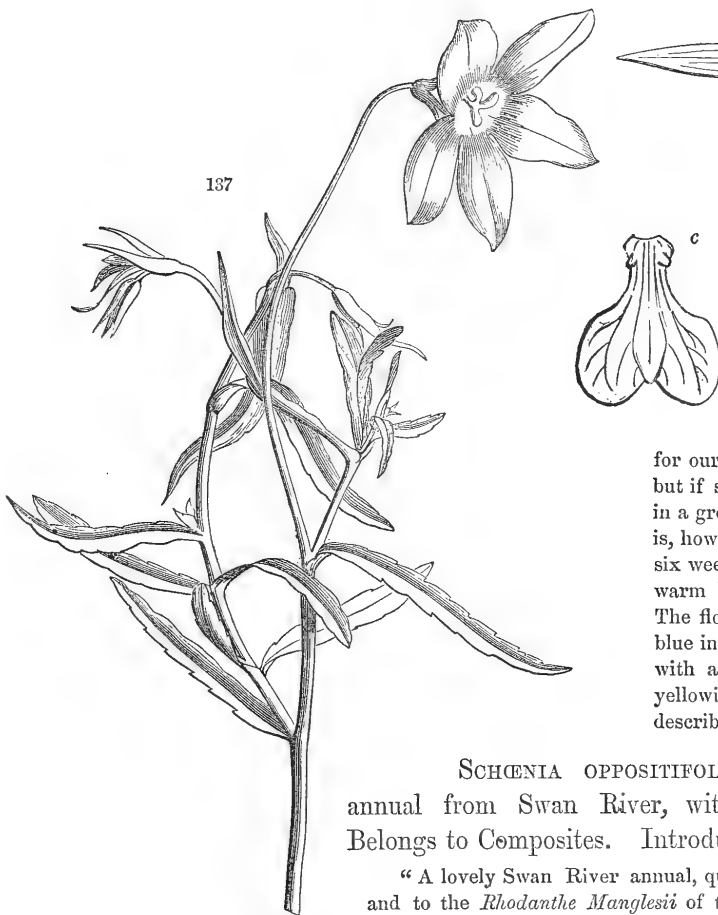 137
c
for our
but if s
in a gre
is, how
six wee
warm
The flo
blue in
with a
yellowi
describ
SCHŒNIA OPPOSITIFOL
annual from Swan River, wit
Belongs to Composites. Introdu
“ A lovely Swan River annual, qu
and to the Rhodanthe Manglesii of t